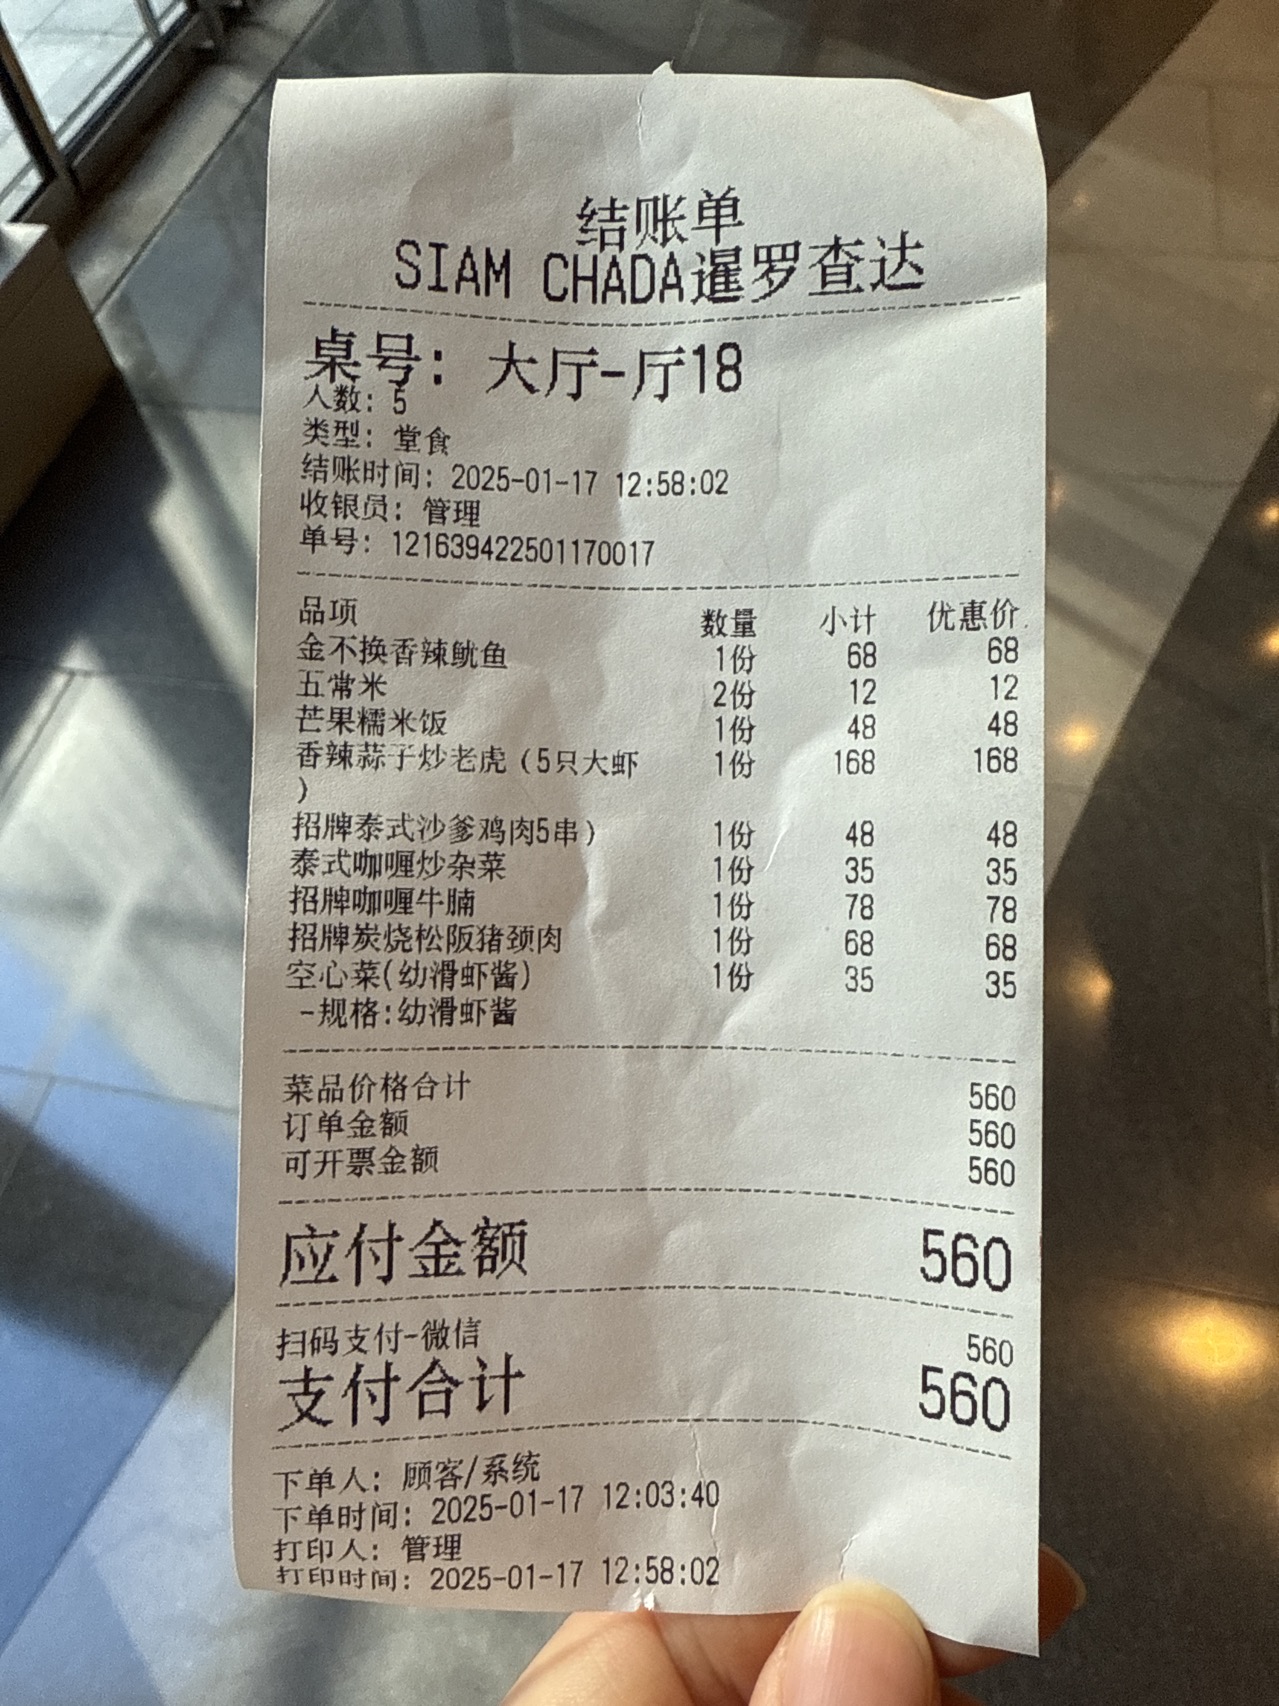 结账单
SIAM CHADA暹罗查达
桌号: 大厅-厅18
人数: 5
类型: 堂食
结账时间: 2025-01-17 12:58:02
收银员: 管理
单号: 121639422501170017
品项 数量 小计 优惠价
金不换香辣鱿鱼 1份 68 68
五常米 2份 12 12
芒果糯米饭 1份 48 48
香辣蒜子炒老虎(5只大虾 1份 168 168
)
招牌泰式沙爹鸡肉5串) 1份 48 48
泰式咖喱炒杂菜 1份 35 35
招牌咖喱牛腩 1份 78 78
招牌炭烧松阪猪颈肉 1份 68 68
空心菜(幼滑虾酱) 1份 35 35
-规格:幼滑虾酱
菜品价格合计 560
订单金额 560
可开票金额 560
应付金额 560
扫码支付-微信 560
支付合计 560
下单人: 顾客/系统
下单时间: 2025-01-17 12:03:40
打印人: 管理
打印时间: 2025-01-17 12:58:02